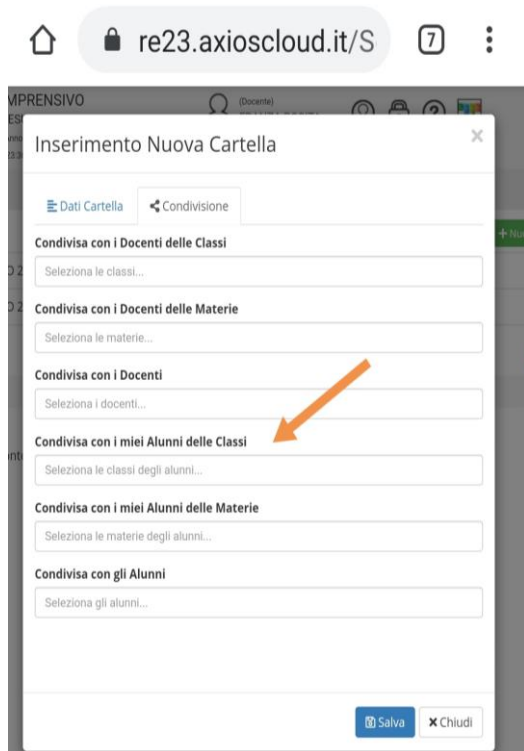 re23.axioscloud.it/S
7
MPRENSIVO
(Docente)
Inserimento Nuova Cartella
×
Dati Cartella
Condivisione
+ Nu
Condivisa con i Docenti delle Classi
Seleziona le classi...
Condivisa con i Docenti delle Materie
Seleziona le materie...
Condivisa con i Docenti
Seleziona i docenti...
Condivisa con i miei Alunni delle Classi
Seleziona le classi degli alunni...
Condivisa con i miei Alunni delle Materie
Seleziona le materie degli alunni...
Condivisa con gli Alunni
Seleziona gli alunni...
Salva
× Chiudi